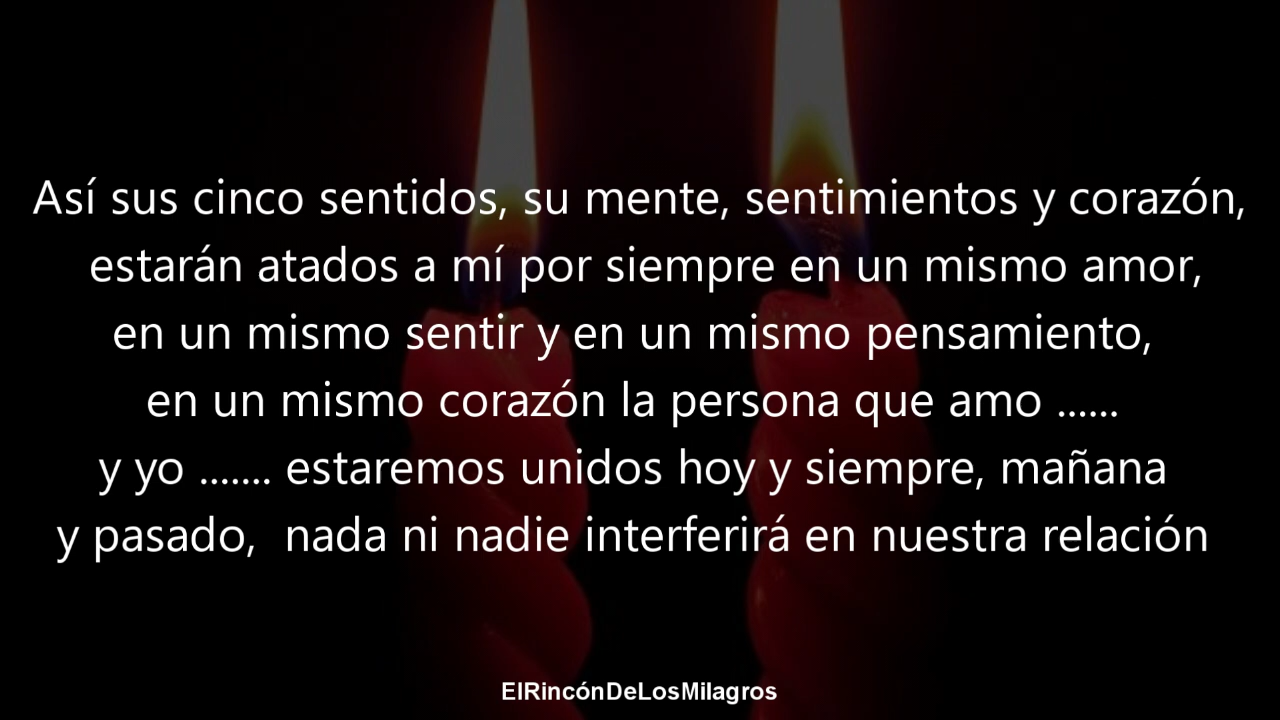 Así sus cinco sentidos, su mente, sentimientos y corazón,
estarán atados a mí por siempre en un mismo amor,
en un mismo sentir y en un mismo pensamiento,
en un mismo corazón la persona que amo ......
y yo ....... estaremos unidos hoy y siempre, mañana
y pasado,  nada ni nadie interferirá en nuestra relación
ElRincónDeLosMilagros